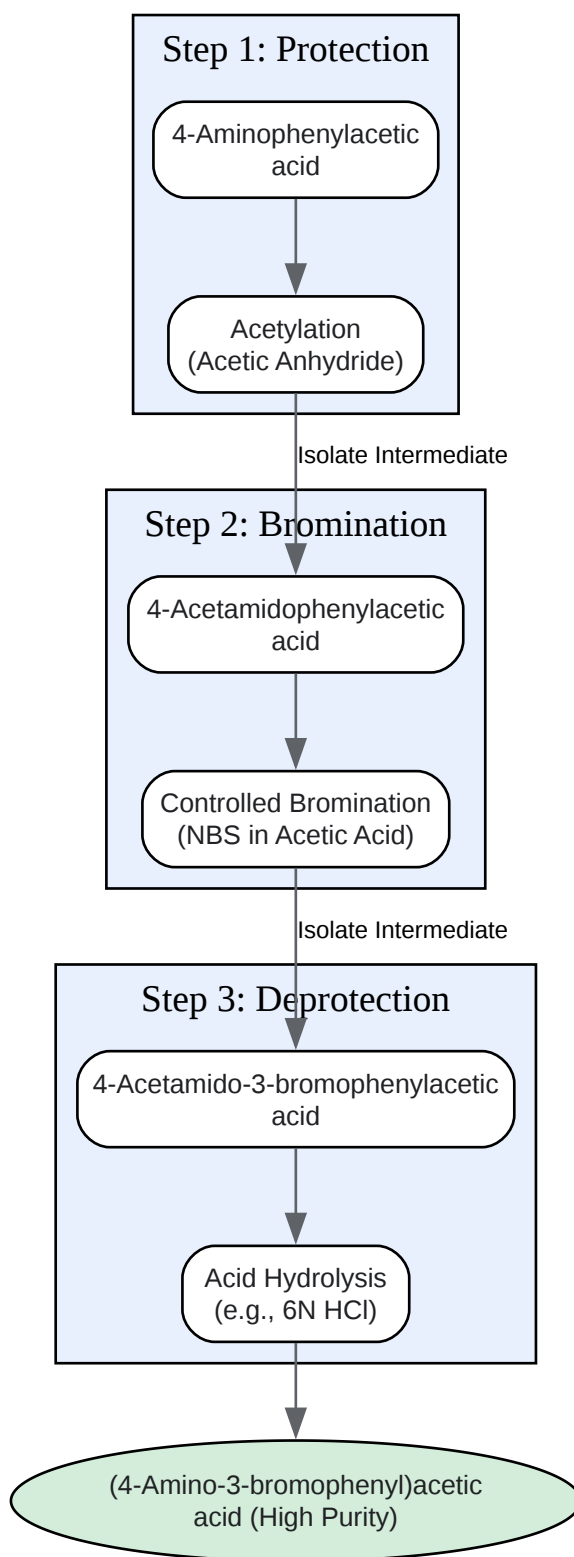 Step 1: Protection
4-Aminophenylacetic
acid
Acetylation
(Acetic Anhydride)
Isolate Intermediate
Step 2: Bromination
4-Acetamidophenylacetic
acid
Controlled Bromination
(NBS in Acetic Acid)
Isolate Intermediate
Step 3: Deprotection
4-Acetamido-3-bromophenylacetic
acid
Acid Hydrolysis
(e.g., 6N HCl)
(4-Amino-3-bromophenyl)acetic
acid (High Purity)